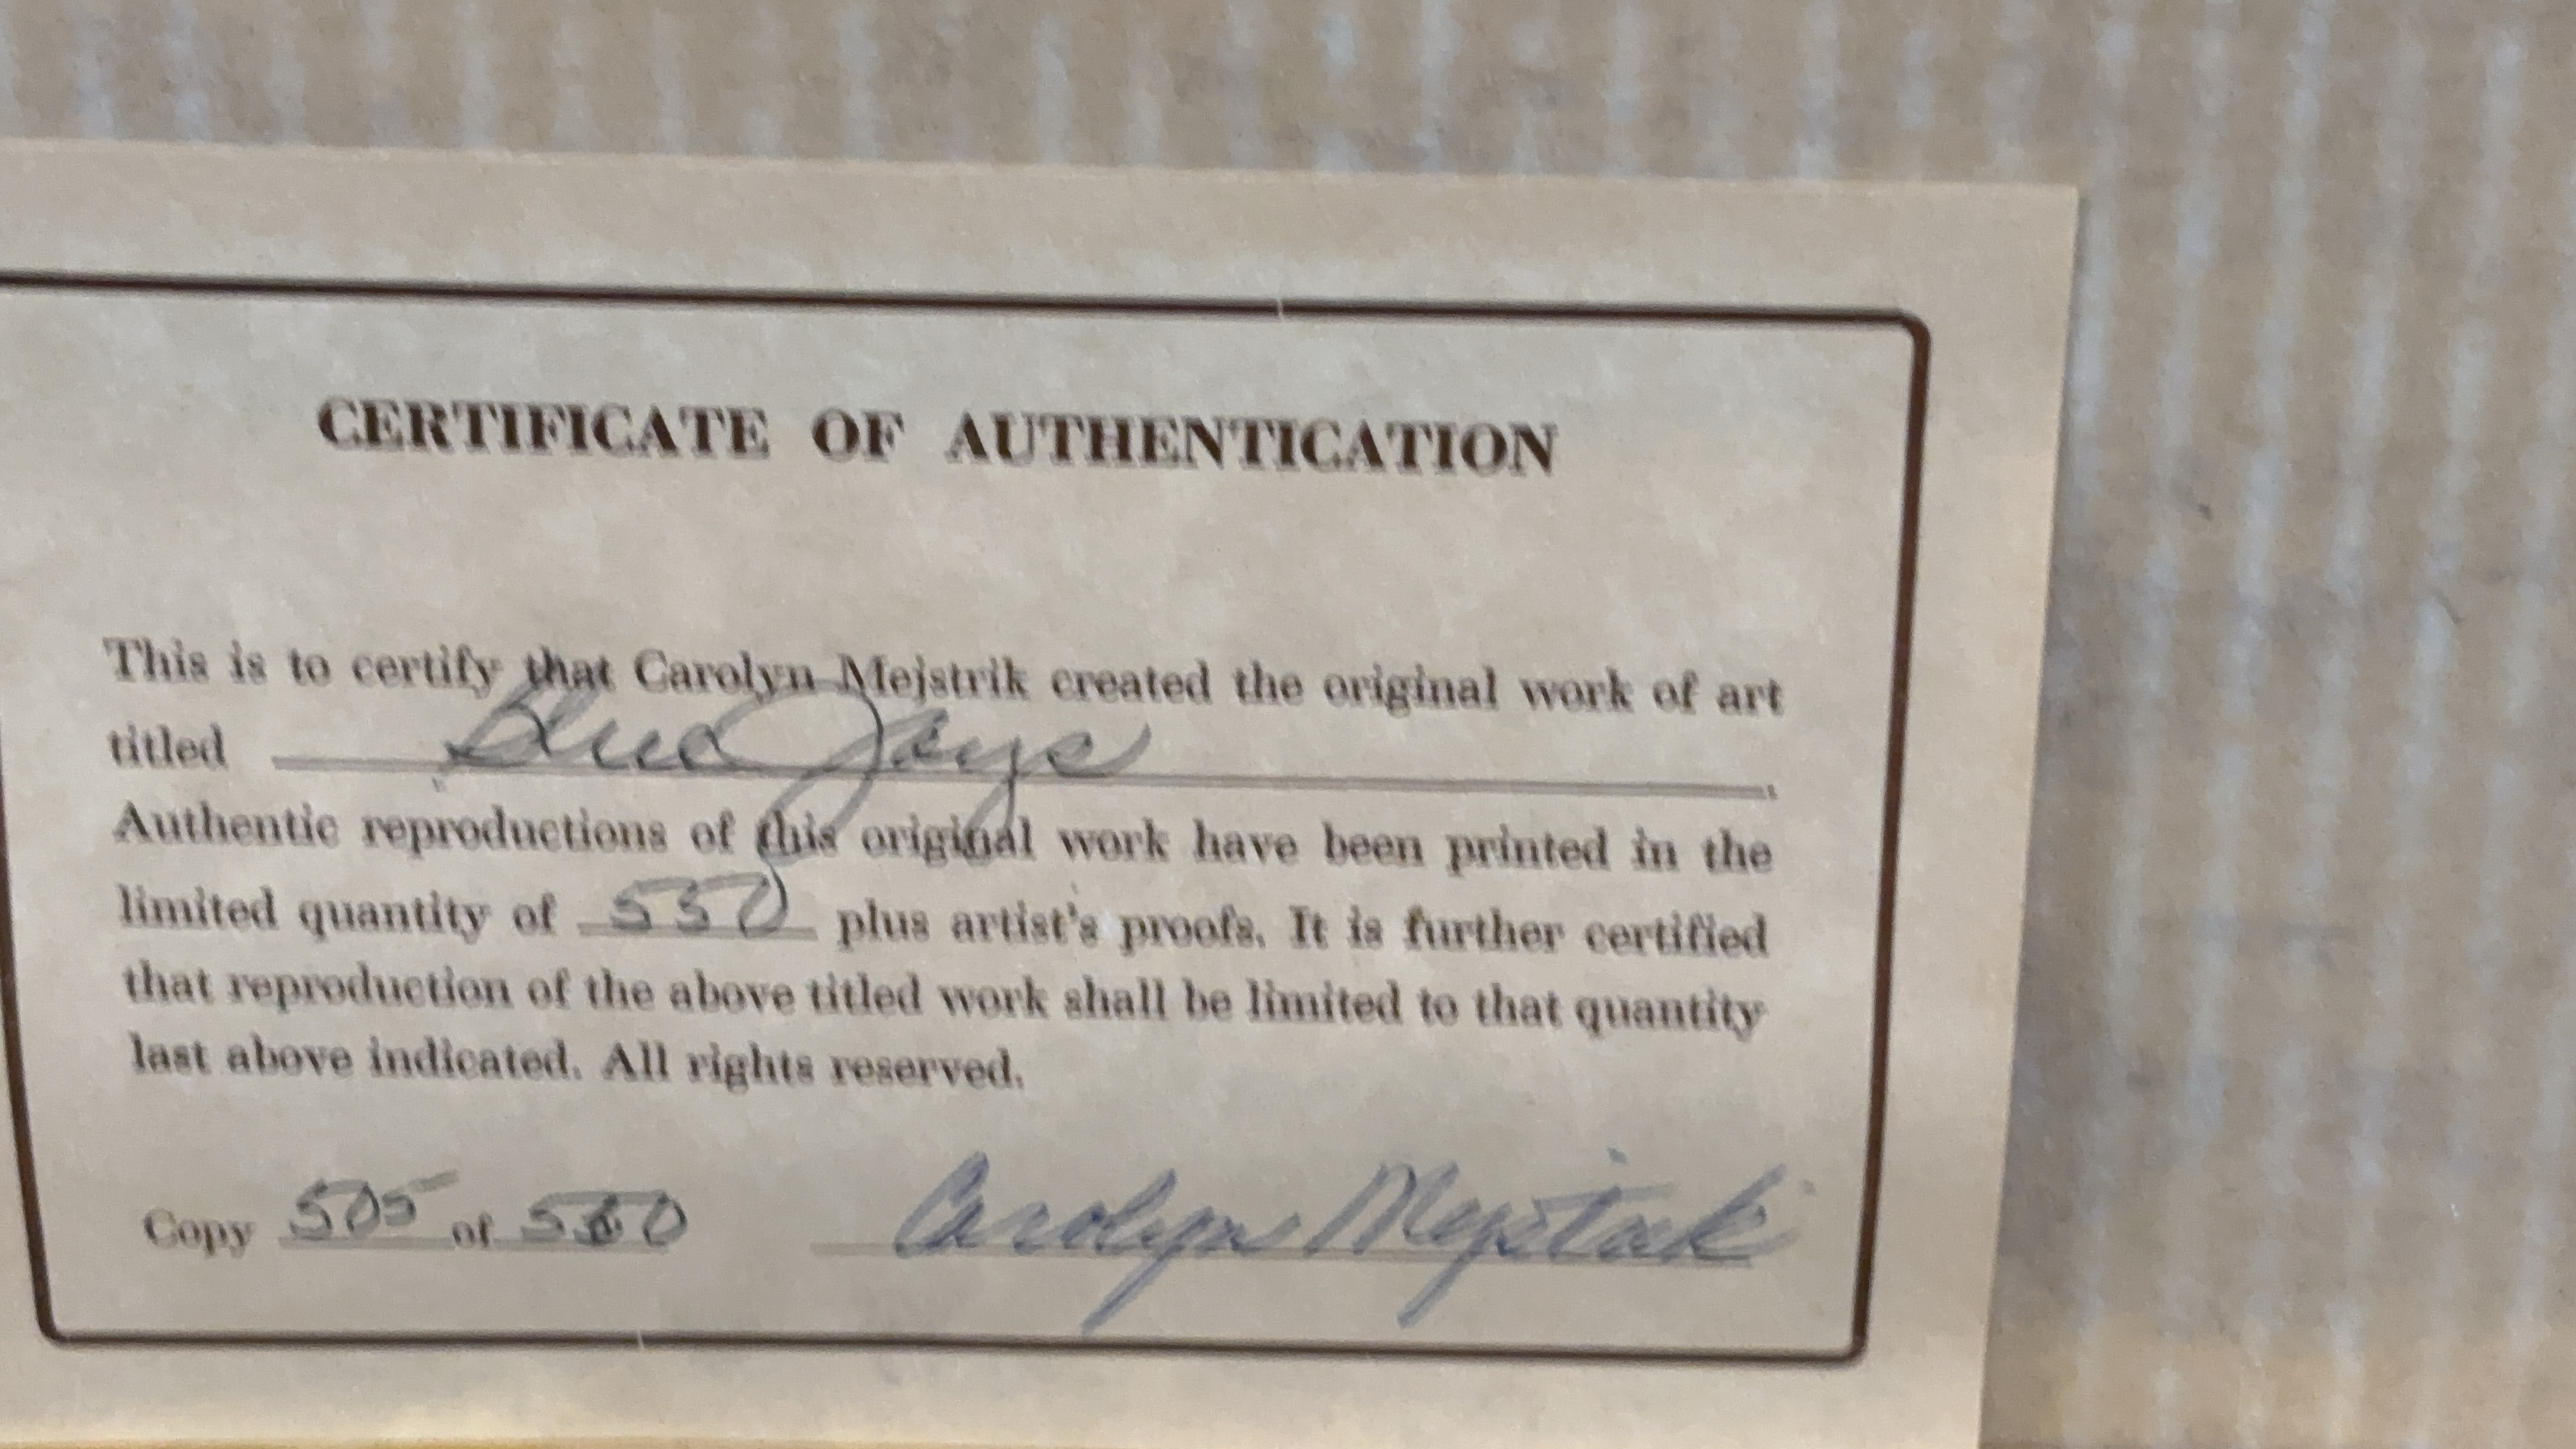 CERTIFICATE OF AUTHENTICATION
This is to certify that Carolyn Mejstrik created the original work of art
titled Blue Jays.
Authentic reproductions of this original work have been printed in the
limited quantity of 550 plus artist's proofs. It is further certified
that reproduction of the above titled work shall be limited to that quantity
last above indicated. All rights reserved.
Copy 505 of 550 Carolyn Mejstrik